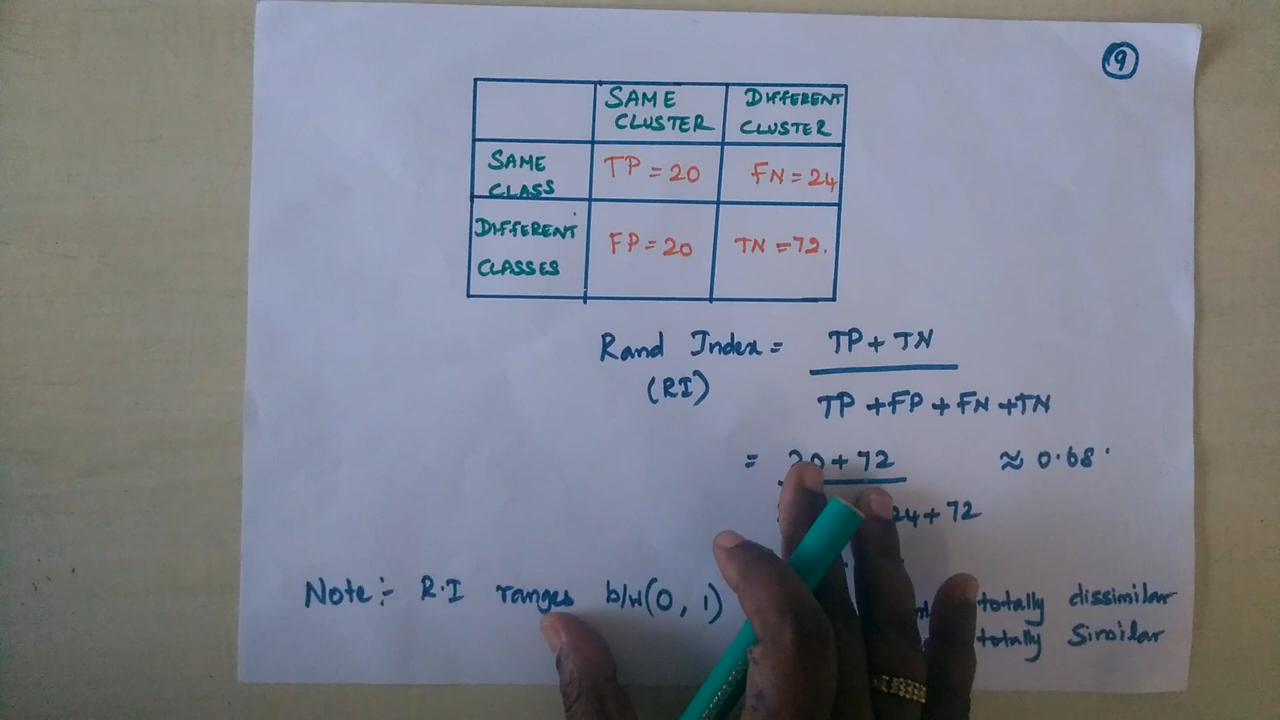 9
SAME CLUSTER
DIFFERENT CLUSTER
SAME CLASS
TP = 20
FN = 24
DIFFERENT CLASSES
FP = 20
TN = 72.
Rand Index = TP + TN
(RI)
TP + FP + FN + TN
= 20 + 72 ≈ 0.68
24 + 72
Note:- R.I ranges b/w (0, 1)
totally dissimilar
totally Similar